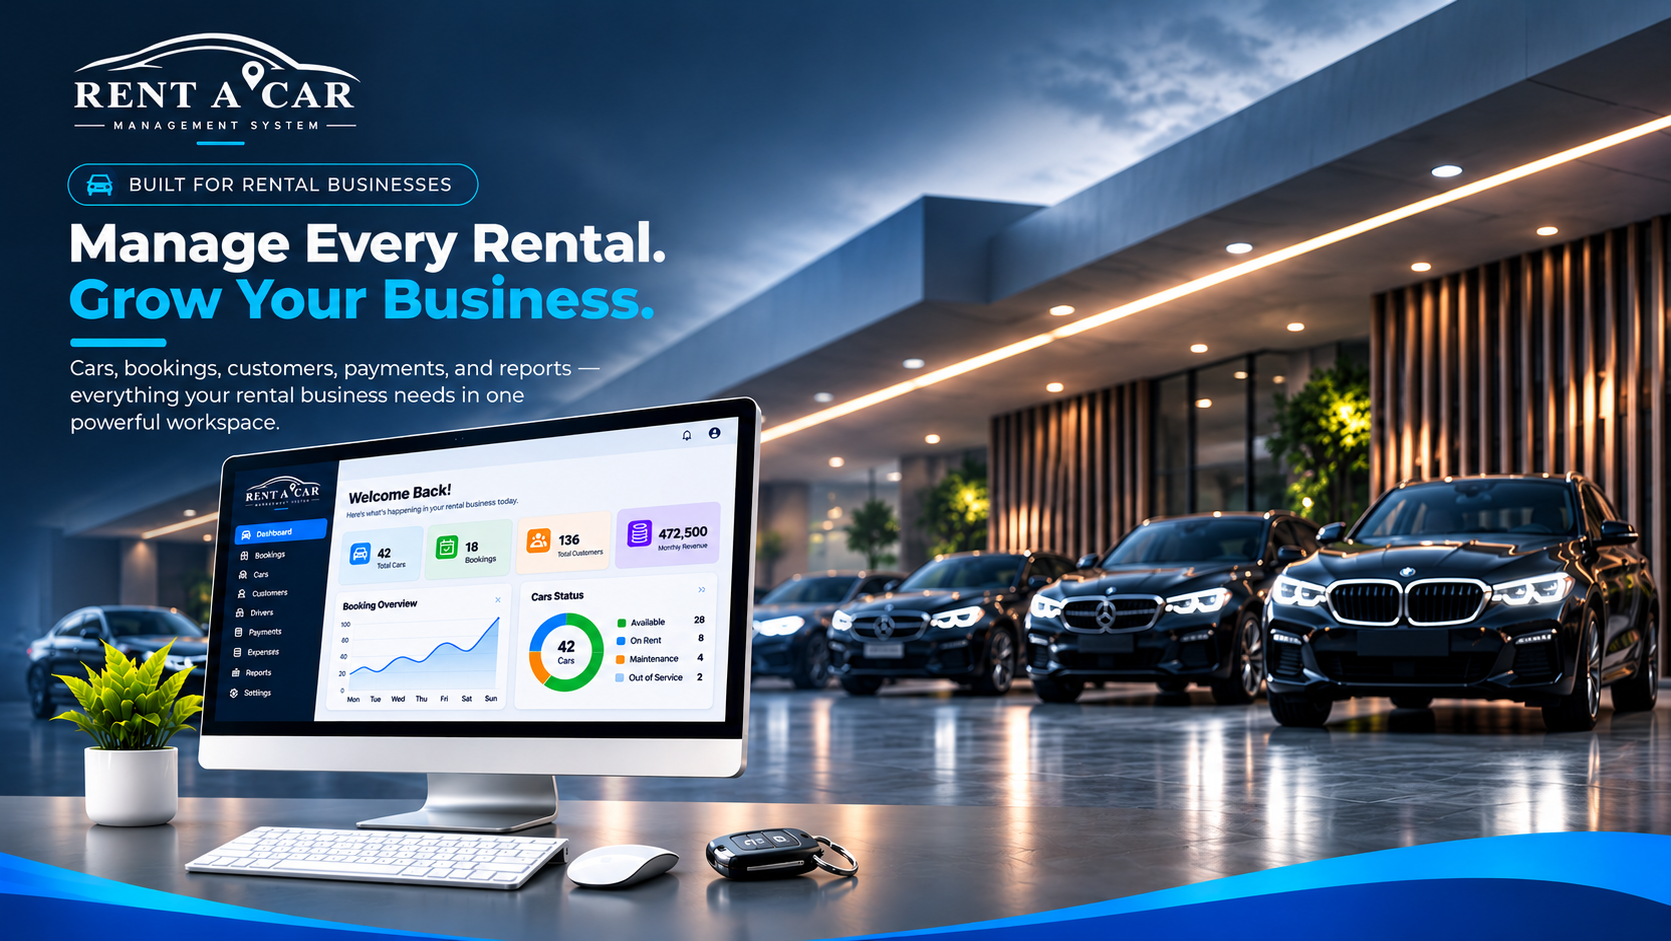 RENT A CAR
MANAGEMENT SYSTEM
BUILT FOR RENTAL BUSINESSES
Manage Every Rental.
Grow Your Business.
Cars, bookings, customers, payments, and reports —
everything your rental business needs in one
powerful workspace.
RENT A CAR
MANAGEMENT SYSTEM
Dashboard
Bookings
Cars
Customers
Drivers
Payments
Expenses
Reports
Settings
Welcome Back!
Here's what's happening in your rental business today.
42
Total Cars
18
Bookings
136
Total Customers
472,500
Monthly Revenue
Booking Overview
100
80
40
20
0
Mon Tue Wed Thu Fri Sat Sun
Cars Status
42
Cars
Available 28
On Rent 8
Maintenance 4
Out of Service 2